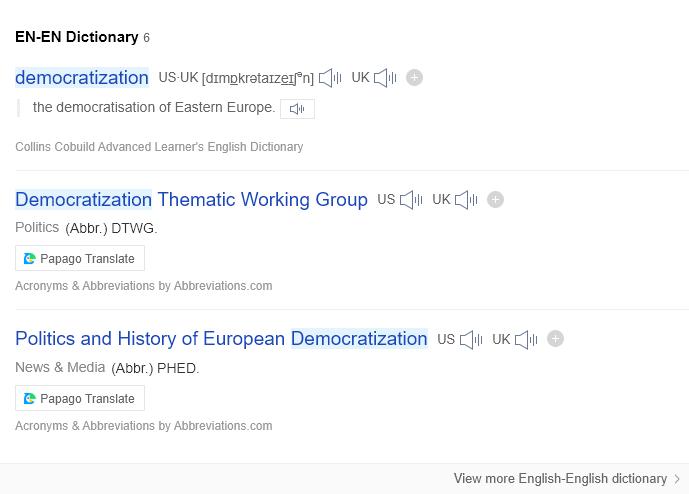 EN-EN Dictionary 6
democratization US·UK [dɪmɒkrətaɪzeɪʃᵊn] UK
the democratisation of Eastern Europe.
Collins Cobuild Advanced Learner's English Dictionary
Democratization Thematic Working Group US UK
Politics (Abbr.) DTWG.
Papago Translate
Acronyms & Abbreviations by Abbreviations.com
Politics and History of European Democratization US UK
News & Media (Abbr.) PHED.
Papago Translate
Acronyms & Abbreviations by Abbreviations.com
View more English-English dictionary